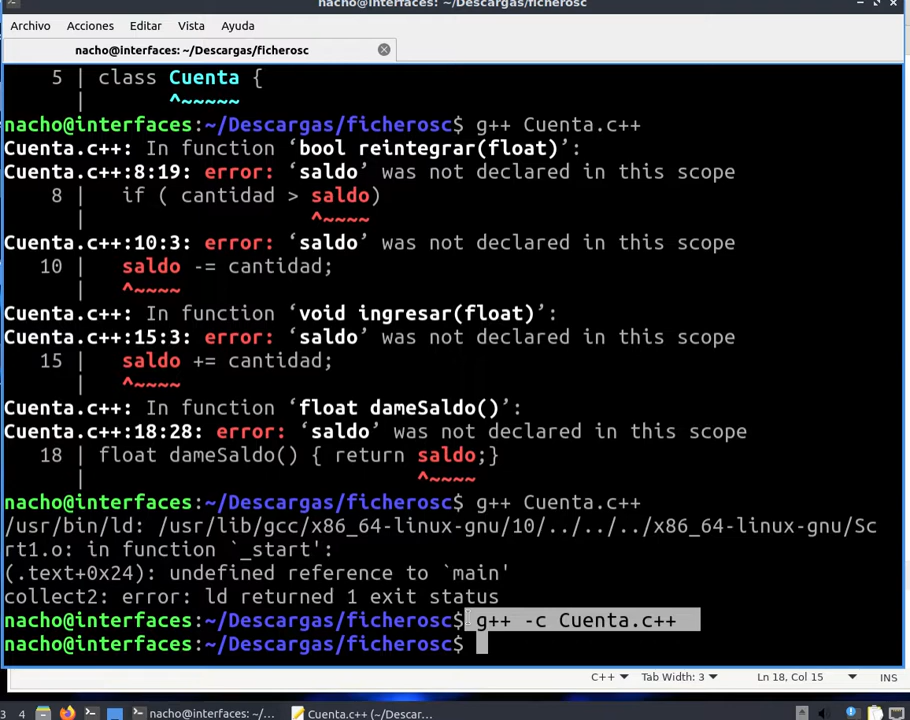 nacho@interfaces: ~/Descargas/ficherosc
Archivo Acciones Editar Vista Ayuda
nacho@interfaces: ~/Descargas/ficherosc
5 | class Cuenta {
| ^~~~~~
nacho@interfaces:~/Descargas/ficherosc$ g++ Cuenta.c++
Cuenta.c++: In function ‘bool reintegrar(float)’:
Cuenta.c++:8:19: error: ‘saldo’ was not declared in this scope
8 | if ( cantidad > saldo)
| ^~~~~
Cuenta.c++:10:3: error: ‘saldo’ was not declared in this scope
10 | saldo -= cantidad;
| ^~~~~
Cuenta.c++: In function ‘void ingresar(float)’:
Cuenta.c++:15:3: error: ‘saldo’ was not declared in this scope
15 | saldo += cantidad;
| ^~~~~
Cuenta.c++: In function ‘float dameSaldo()’:
Cuenta.c++:18:28: error: ‘saldo’ was not declared in this scope
18 | float dameSaldo() { return saldo;}
| ^~~~~
nacho@interfaces:~/Descargas/ficherosc$ g++ Cuenta.c++
/usr/bin/ld: /usr/lib/gcc/x86_64-linux-gnu/10/../../../x86_64-linux-gnu/Sc
rt1.o: in function `_start':
(.text+0x24): undefined reference to `main'
collect2: error: ld returned 1 exit status
nacho@interfaces:~/Descargas/ficherosc$ g++ -c Cuenta.c++
nacho@interfaces:~/Descargas/ficherosc$
C++ Tab Width: 3 Ln 18, Col 15 INS
3 4 nacho@interfaces: ~/... Cuenta.c++ (~/Descar...